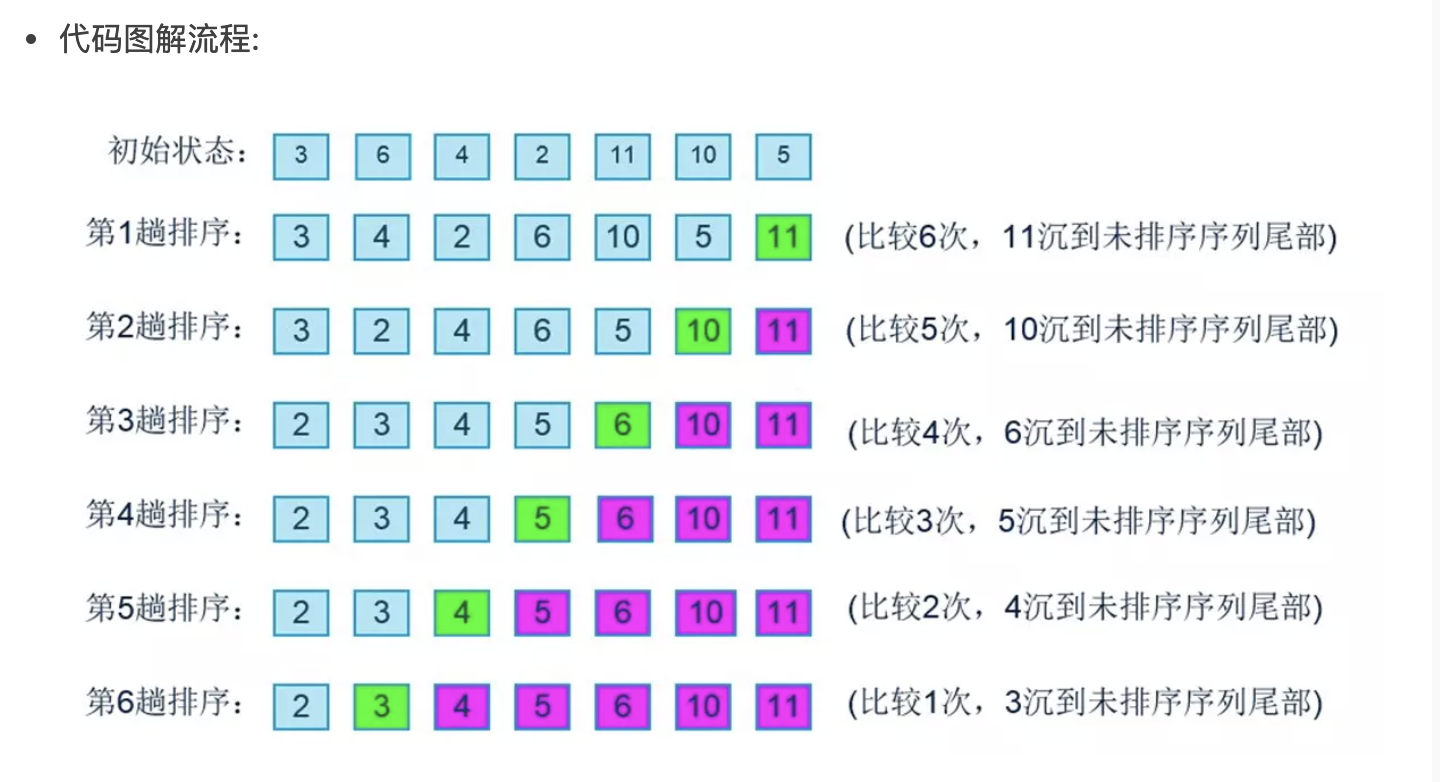 • 代码图解流程:
初始状态： 3 6 4 2 11 10 5
第1趟排序： 3 4 2 6 10 5 11 (比较6次，11沉到未排序序列尾部)
第2趟排序： 3 2 4 6 5 10 11 (比较5次，10沉到未排序序列尾部)
第3趟排序： 2 3 4 5 6 10 11 (比较4次，6沉到未排序序列尾部)
第4趟排序： 2 3 4 5 6 10 11 (比较3次，5沉到未排序序列尾部)
第5趟排序： 2 3 4 5 6 10 11 (比较2次，4沉到未排序序列尾部)
第6趟排序： 2 3 4 5 6 10 11 (比较1次，3沉到未排序序列尾部)